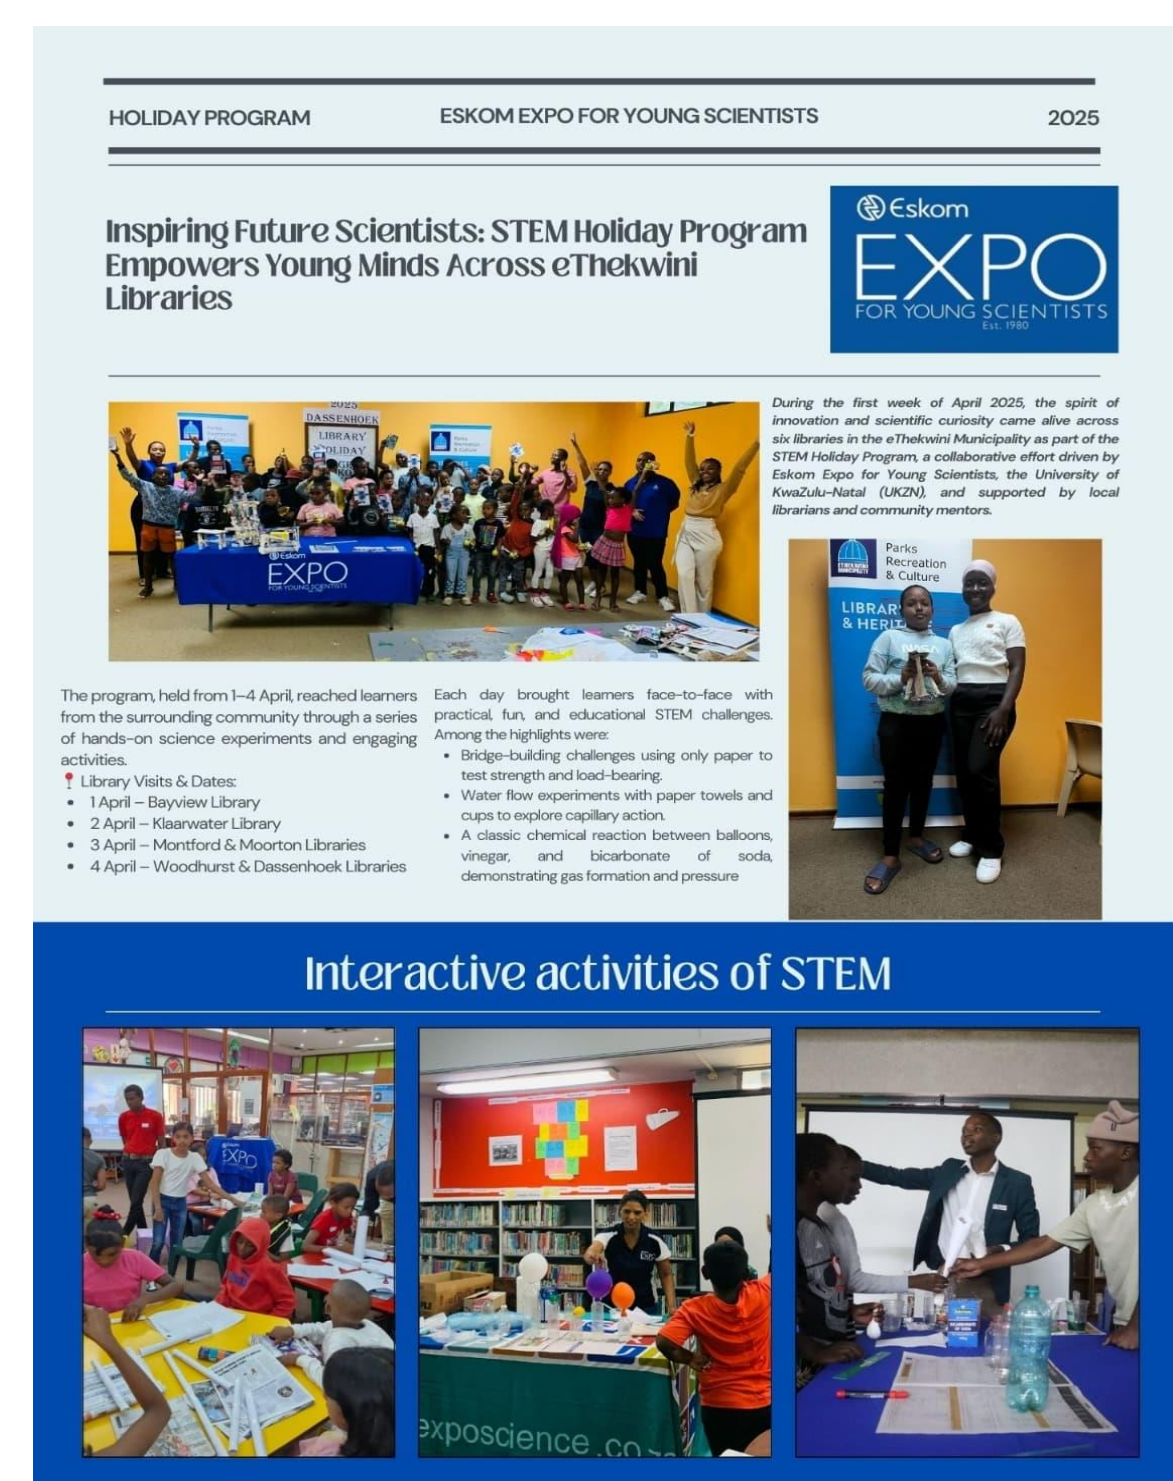 HOLIDAY PROGRAM
ESKOM EXPO FOR YOUNG SCIENTISTS
2025
Inspiring Future Scientists: STEM Holiday Program
Empowers Young Minds Across eThekwini
Libraries
Eskom
EXPO
FOR YOUNG SCIENTISTS
Est. 1980
2025
DASSENHOEK
LIBRARY
Parks
Recreation
& Culture
Eskom
EXPO
FOR YOUNG SCIENTISTS
During the first week of April 2025, the spirit of
innovation and scientific curiosity came alive across
six libraries in the eThekwini Municipality as part of the
STEM Holiday Program, a collaborative effort driven by
Eskom Expo for Young Scientists, the University of
KwaZulu-Natal (UKZN), and supported by local
librarians and community mentors.
Parks
Recreation
& Culture
NASA
The program, held from 1–4 April, reached learners
from the surrounding community through a series
of hands-on science experiments and engaging
activities.
📍 Library Visits & Dates:
• 1 April – Bayview Library
• 2 April – Klaarwater Library
• 3 April – Montford & Moorton Libraries
• 4 April – Woodhurst & Dassenhoek Libraries
Each day brought learners face-to-face with
practical, fun, and educational STEM challenges.
Among the highlights were:
• Bridge-building challenges using only paper to
test strength and load-bearing.
• Water flow experiments with paper towels and
cups to explore capillary action.
• A classic chemical reaction between balloons,
vinegar, and bicarbonate of soda,
demonstrating gas formation and pressure
Interactive activities of STEM
EXPO
exposcience.co